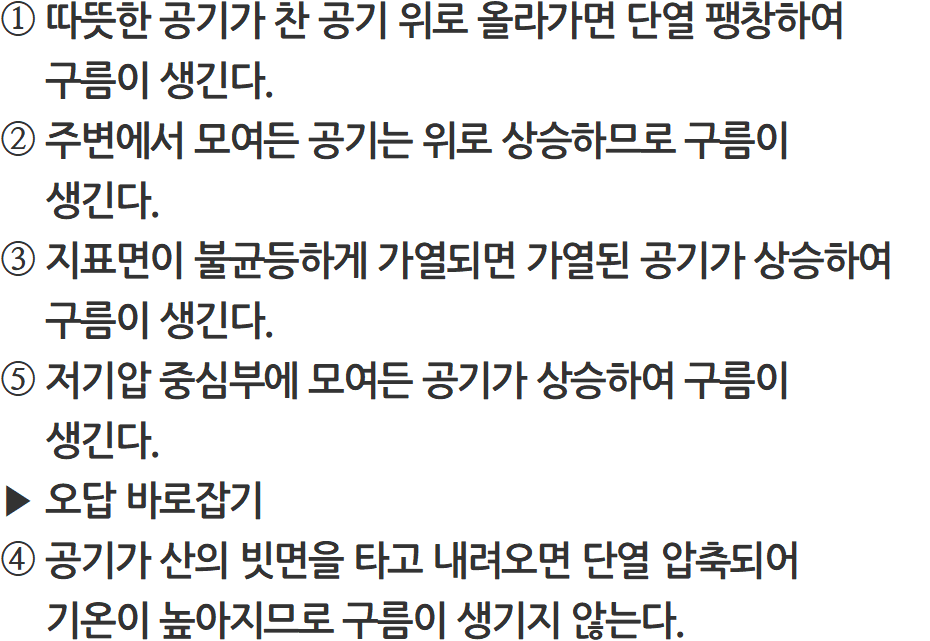 ① 따뜻한 공기가 찬 공기 위로 올라가면 단열 팽창하여
구름이 생긴다.
② 주변에서 모여든 공기는 위로 상승하므로 구름이
생긴다.
③ 지표면이 불균등하게 가열되면 가열된 공기가 상승하여
구름이 생긴다.
⑤ 저기압 중심부에 모여든 공기가 상승하여 구름이
생긴다.
▶ 오답 바로잡기
④ 공기가 산의 빗면을 타고 내려오면 단열 압축되어
기온이 높아지므로 구름이 생기지 않는다.